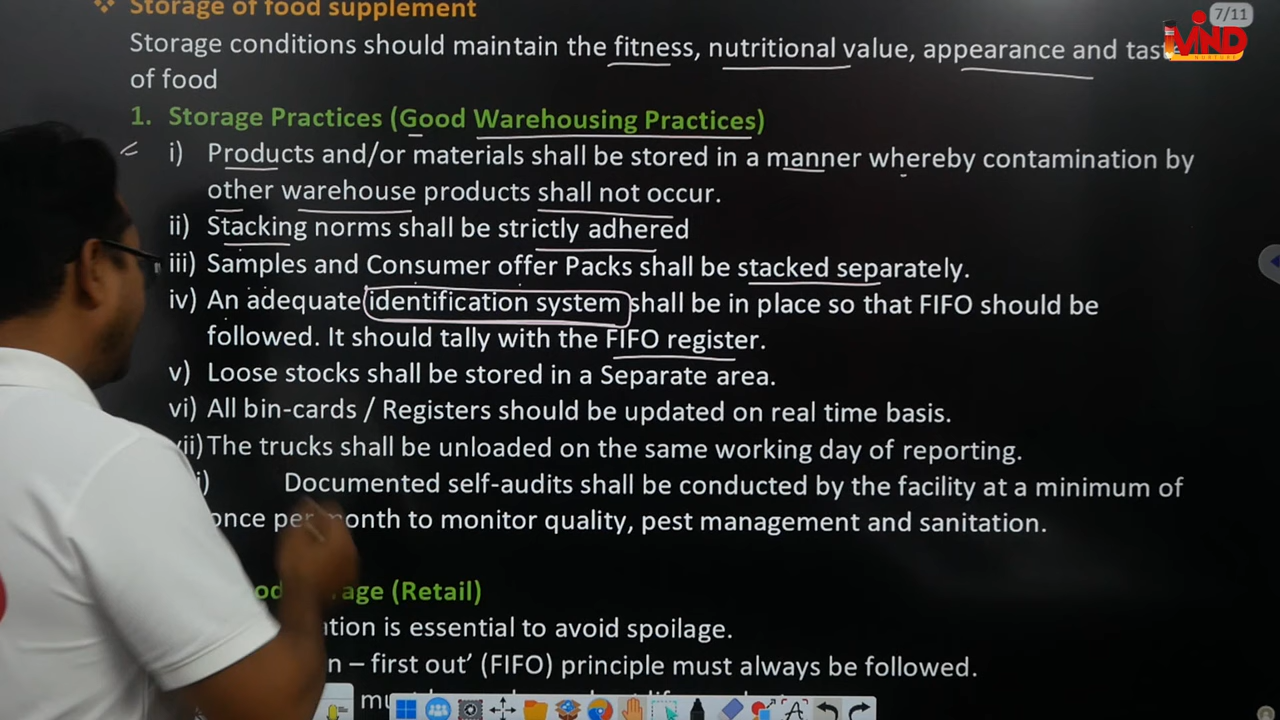 Storage of food supplement
7/11
MIND
NURTURE
Storage conditions should maintain the fitness, nutritional value, appearance and taste
of food
1. Storage Practices (Good Warehousing Practices)
i) Products and/or materials shall be stored in a manner whereby contamination by
other warehouse products shall not occur.
ii) Stacking norms shall be strictly adhered
iii) Samples and Consumer offer Packs shall be stacked separately.
iv) An adequate identification system shall be in place so that FIFO should be
followed. It should tally with the FIFO register.
v) Loose stocks shall be stored in a Separate area.
vi) All bin-cards / Registers should be updated on real time basis.
ii) The trucks shall be unloaded on the same working day of reporting.
i) Documented self-audits shall be conducted by the facility at a minimum of
once per month to monitor quality, pest management and sanitation.
(Retail)
is essential to avoid spoilage.
– first out’ (FIFO) principle must always be followed.